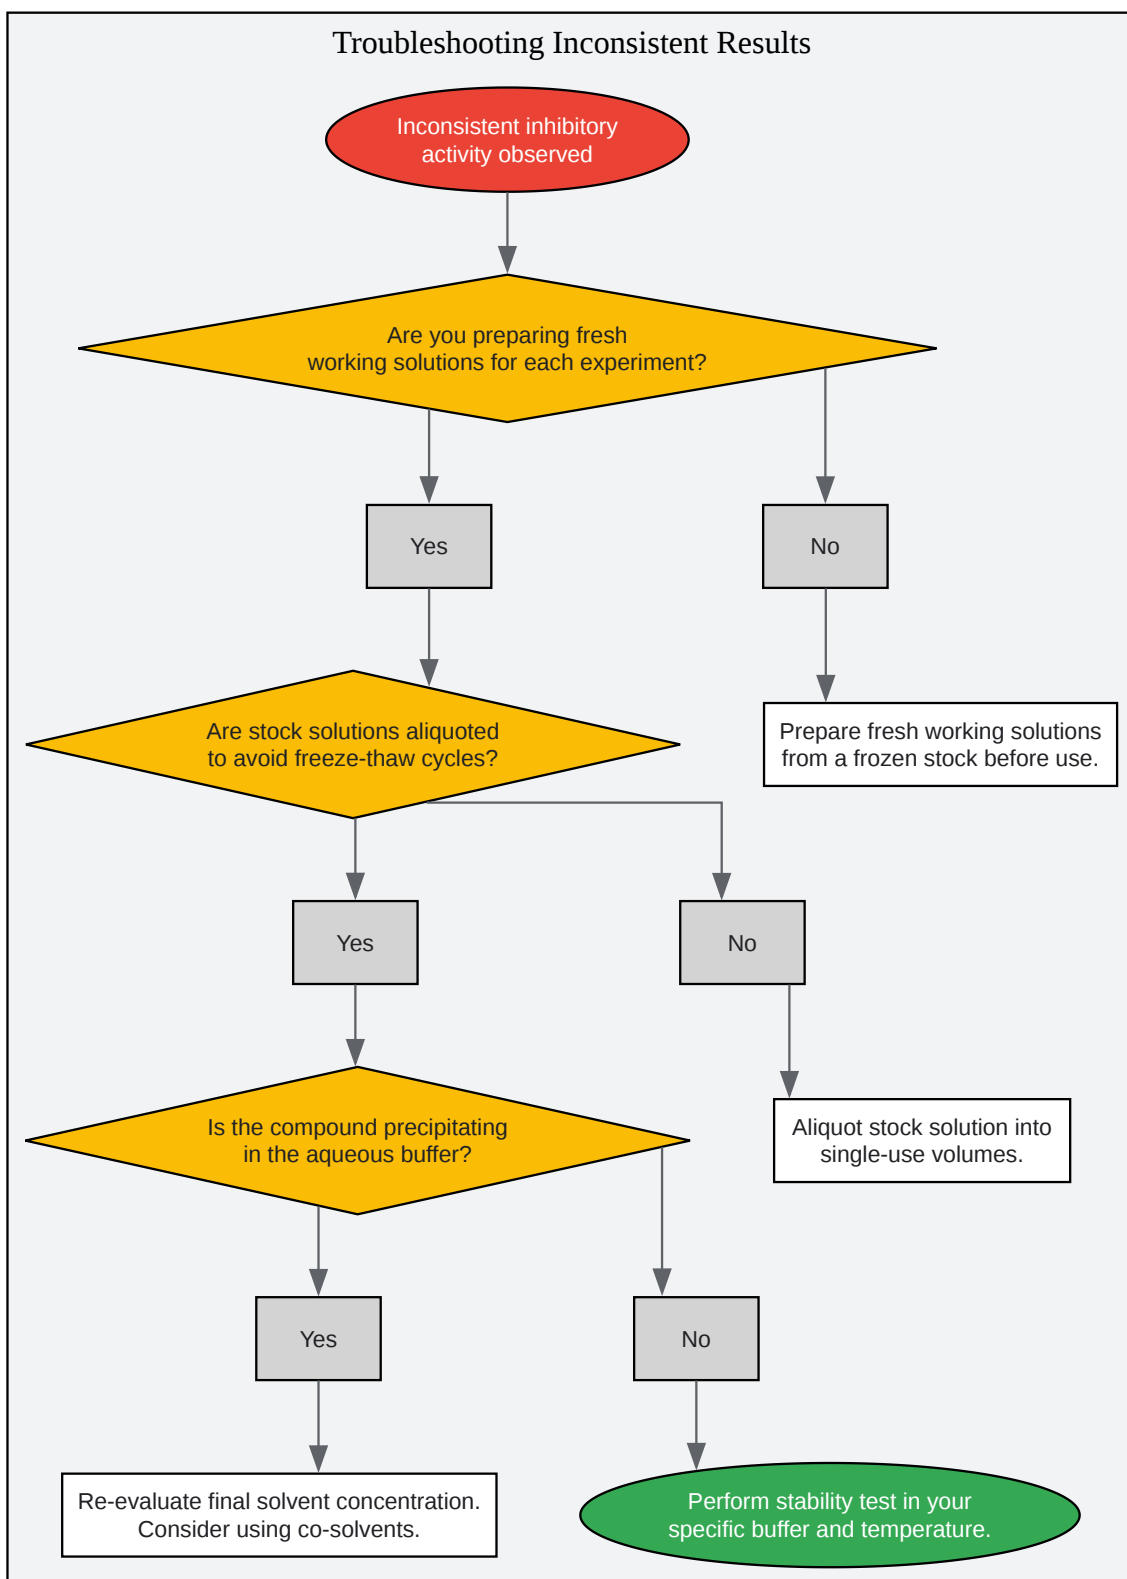 Troubleshooting Inconsistent Results
Inconsistent inhibitory
activity observed
Are you preparing fresh
working solutions for each experiment?
Yes
No
Are stock solutions aliquoted
to avoid freeze-thaw cycles?
Prepare fresh working solutions
from a frozen stock before use.
Yes
No
Is the compound precipitating
in the aqueous buffer?
Aliquot stock solution into
single-use volumes.
Yes
No
Re-evaluate final solvent concentration.
Consider using co-solvents.
Perform stability test in your
specific buffer and temperature.